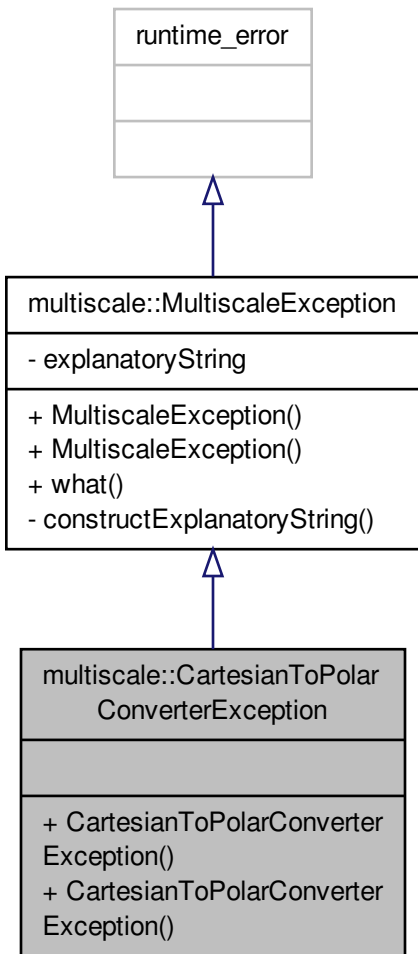 runtime_error
multiscale::MultiscaleException
- explanatoryString
+ MultiscaleException()
+ MultiscaleException()
+ what()
- constructExplanatoryString()
multiscale::CartesianToPolar
ConverterException
+ CartesianToPolarConverter
Exception()
+ CartesianToPolarConverter
Exception()